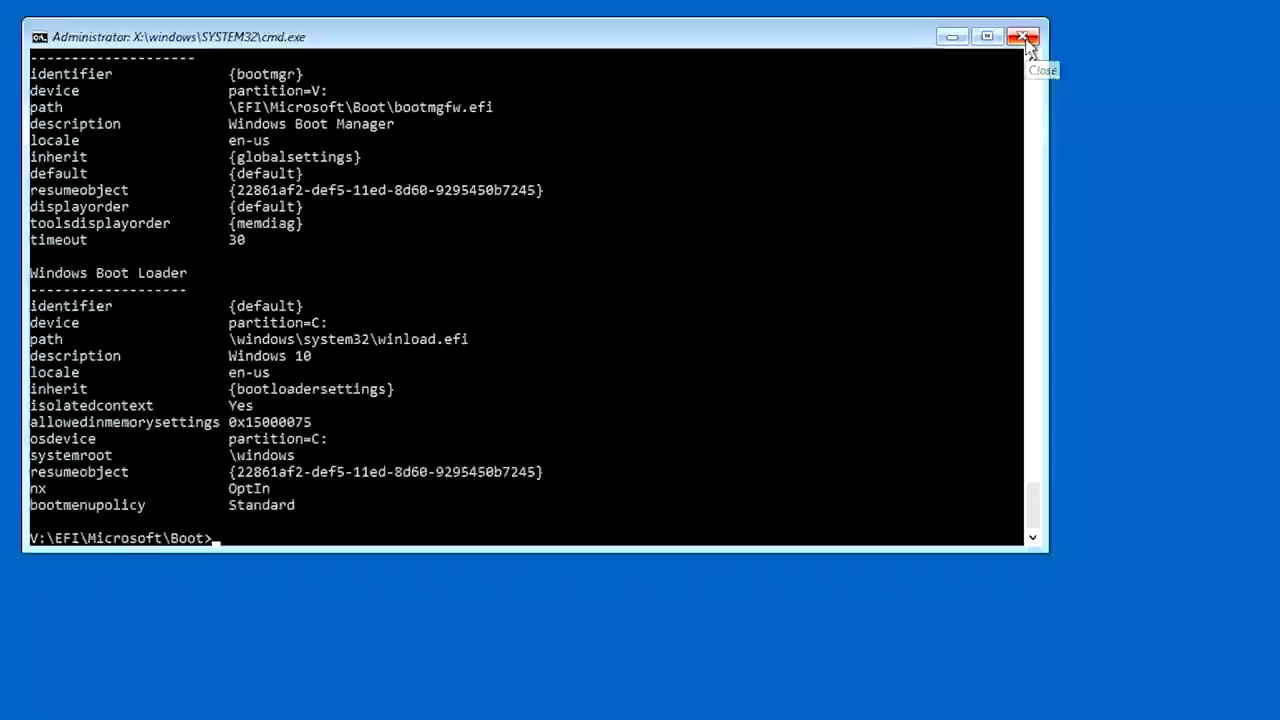 Administrator: X:\windows\SYSTEM32\cmd.exe
Close
--------------------
identifier              {bootmgr}
device                  partition=V:
path                    \EFI\Microsoft\Boot\bootmgfw.efi
description             Windows Boot Manager
locale                  en-us
inherit                 {globalsettings}
default                 {default}
resumeobject            {22861af2-def5-11ed-8d60-9295450b7245}
displayorder            {default}
toolsdisplayorder       {memdiag}
timeout                 30
Windows Boot Loader
-------------------
identifier              {default}
device                  partition=C:
path                    \windows\system32\winload.efi
description             Windows 10
locale                  en-us
inherit                 {bootloadersettings}
isolatedcontext         Yes
allowedinmemorysettings 0x15000075
osdevice                partition=C:
systemroot              \windows
resumeobject            {22861af2-def5-11ed-8d60-9295450b7245}
nx                      OptIn
bootmenupolicy          Standard
V:\EFI\Microsoft\Boot>